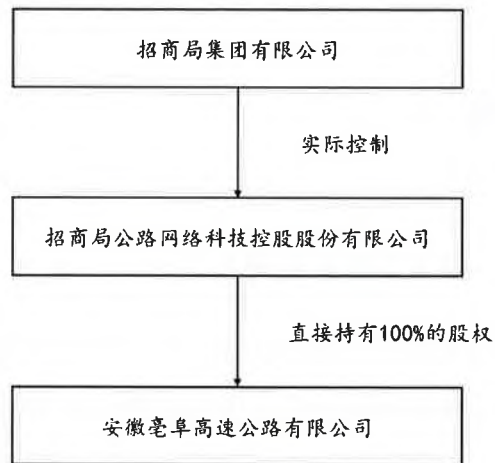 招商局集团有限公司
实际控制
招商局公路网络科技控股股份有限公司
直接持有100%的股权
安徽亳阜高速公路有限公司